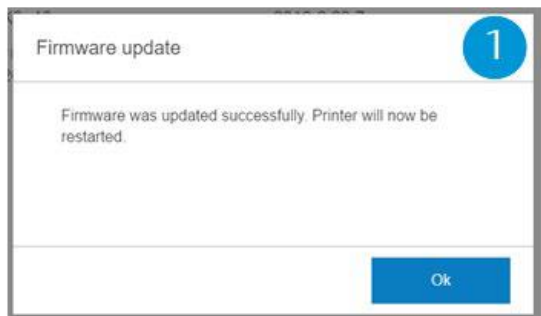 Firmware update
1
Firmware was updated successfully. Printer will now be
restarted.
Ok